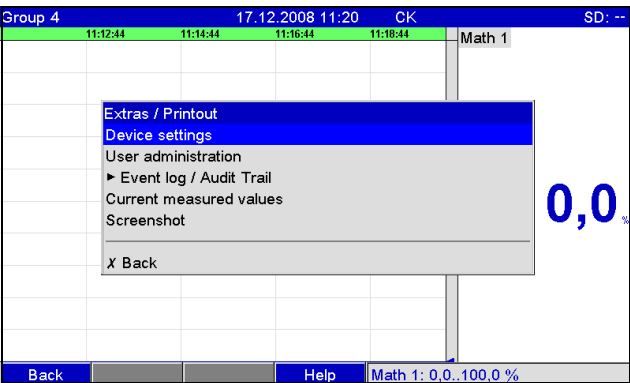 Group 4 17.12.2008 11:20 CK SD: --
11:12:44 11:14:44 11:16:44 11:18:44
Math 1
Extras / Printout
Device settings
User administration
► Event log / Audit Trail
Current measured values
Screenshot
0,0 %
✗ Back
Back Help Math 1: 0,0..100,0 %